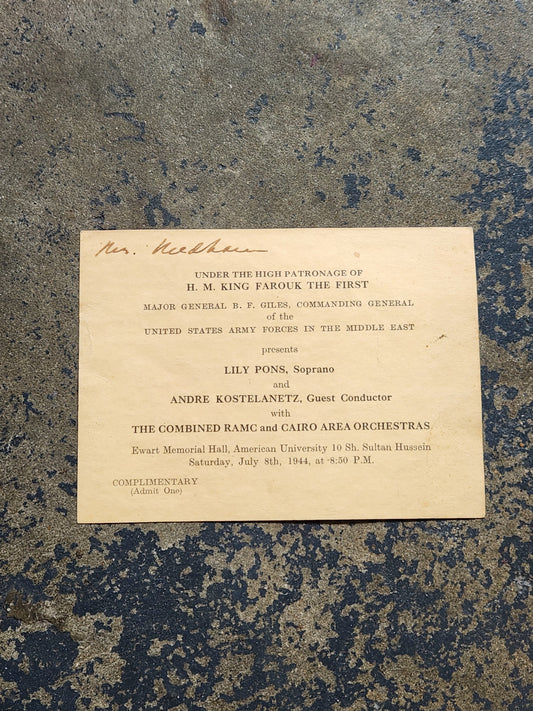 Mr. Needham
UNDER THE HIGH PATRONAGE OF
H. M. KING FAROUK THE FIRST
MAJOR GENERAL B. F. GILES, COMMANDING GENERAL
of the
UNITED STATES ARMY FORCES IN THE MIDDLE EAST
presents
LILY PONS, Soprano
and
ANDRE KOSTELANETZ, Guest Conductor
with
THE COMBINED RAMC and CAIRO AREA ORCHESTRAS
Ewart Memorial Hall, American University 10 Sh. Sultan Hussein
Saturday, July 8th, 1944, at 8:50 P.M.
COMPLIMENTARY
(Admit One)